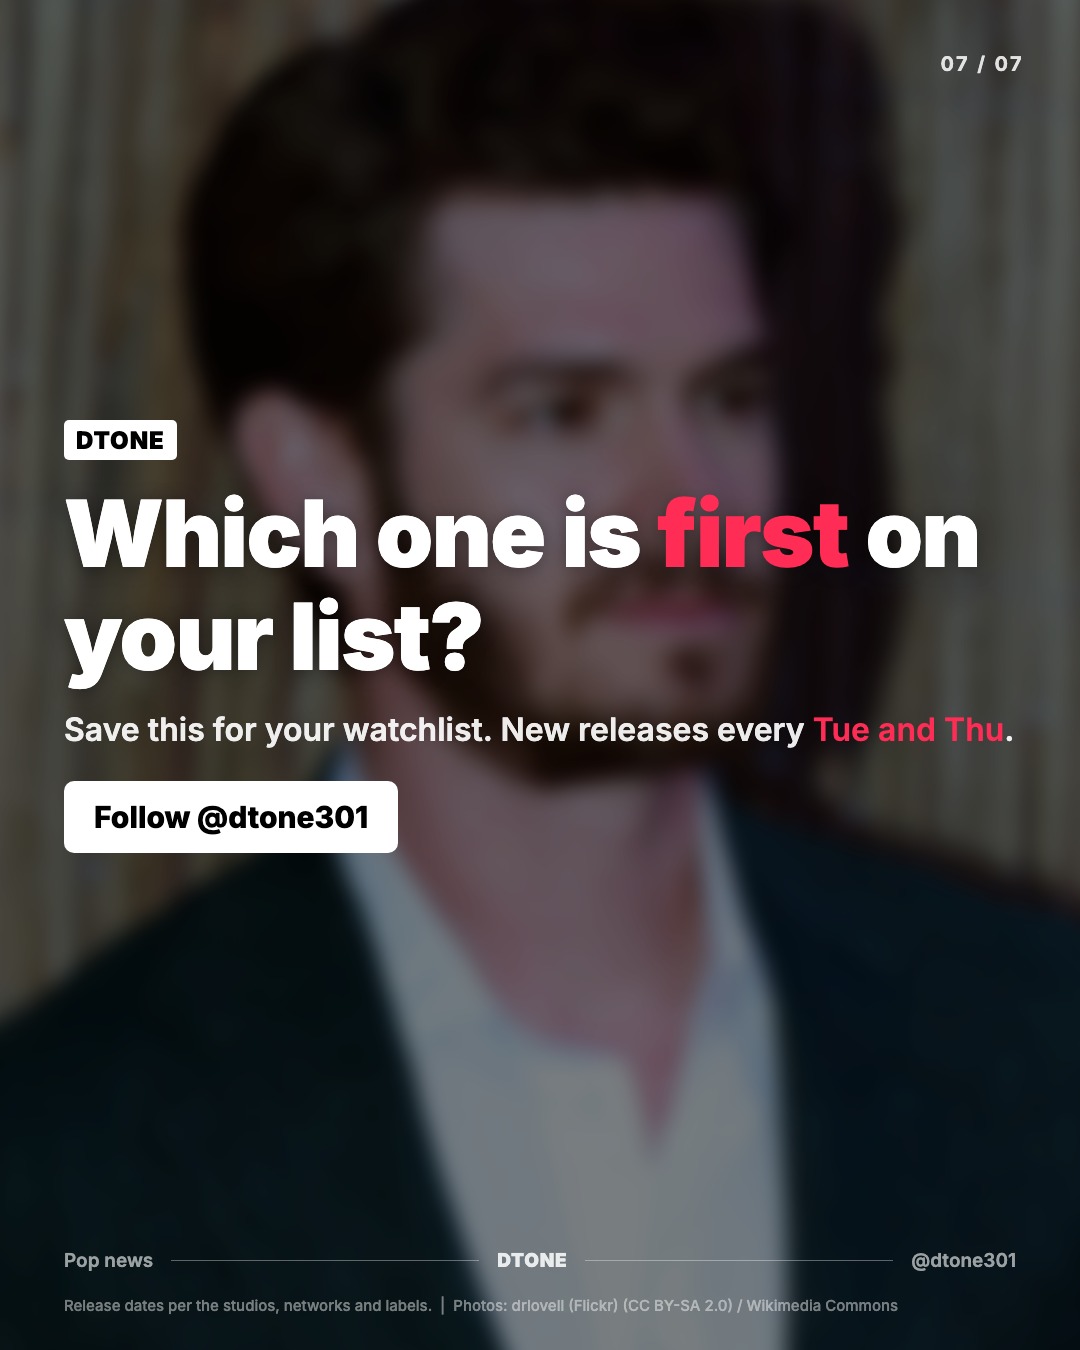 07 / 07
DTONE
Which one is first on
your list?
Save this for your watchlist. New releases every Tue and Thu.
Follow @dtone301
Pop news DTONE @dtone301
Release dates per the studios, networks and labels. | Photos: drlovell (Flickr) (CC BY-SA 2.0) / Wikimedia Commons